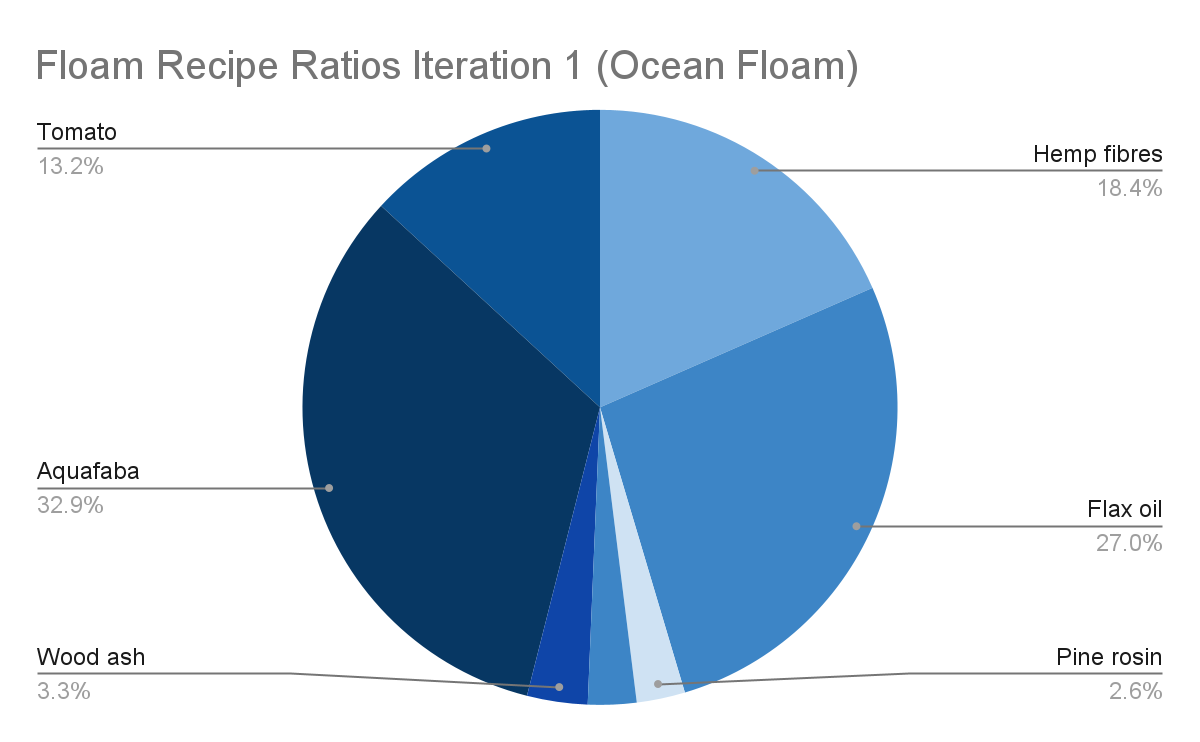 Floam Recipe Ratios Iteration 1 (Ocean Floam)
Tomato
13.2%
Hemp fibres
18.4%
Aquafaba
32.9%
Flax oil
27.0%
Wood ash
3.3%
Pine rosin
2.6%